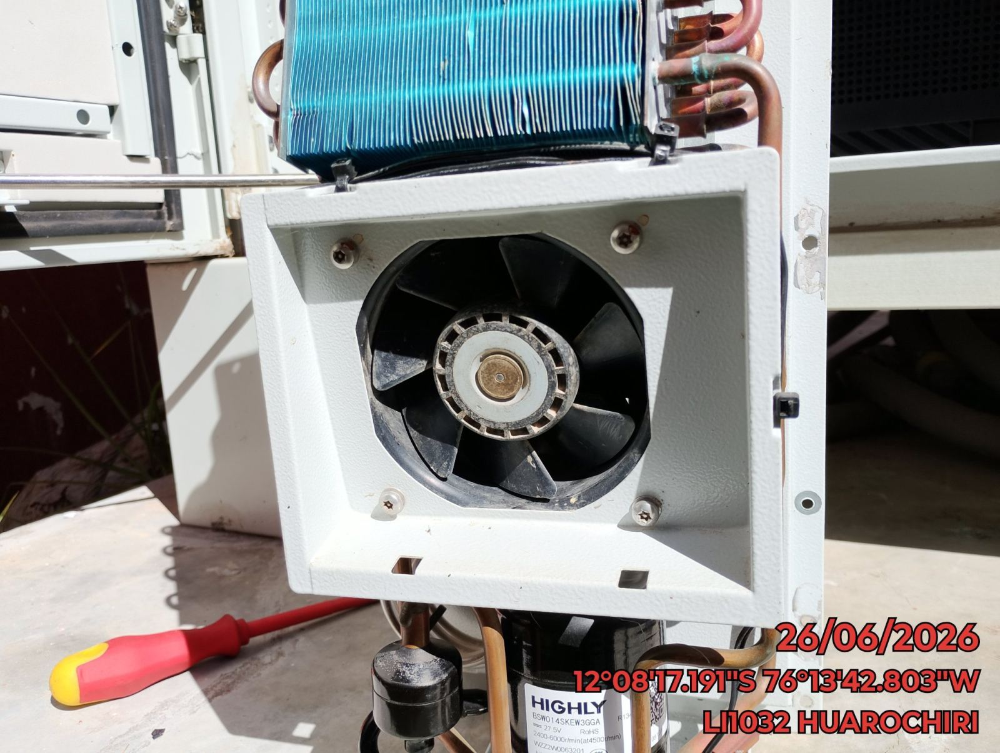 HIGHLY
BSW014SKEW3GGA
27.5V RoHS
2400-6000r/min(at4500r/min)
WZZ2W0063201
26/06/2026
12°08'17.191"S 76°13'42.803"W
LI1032 HUAROCHIRI